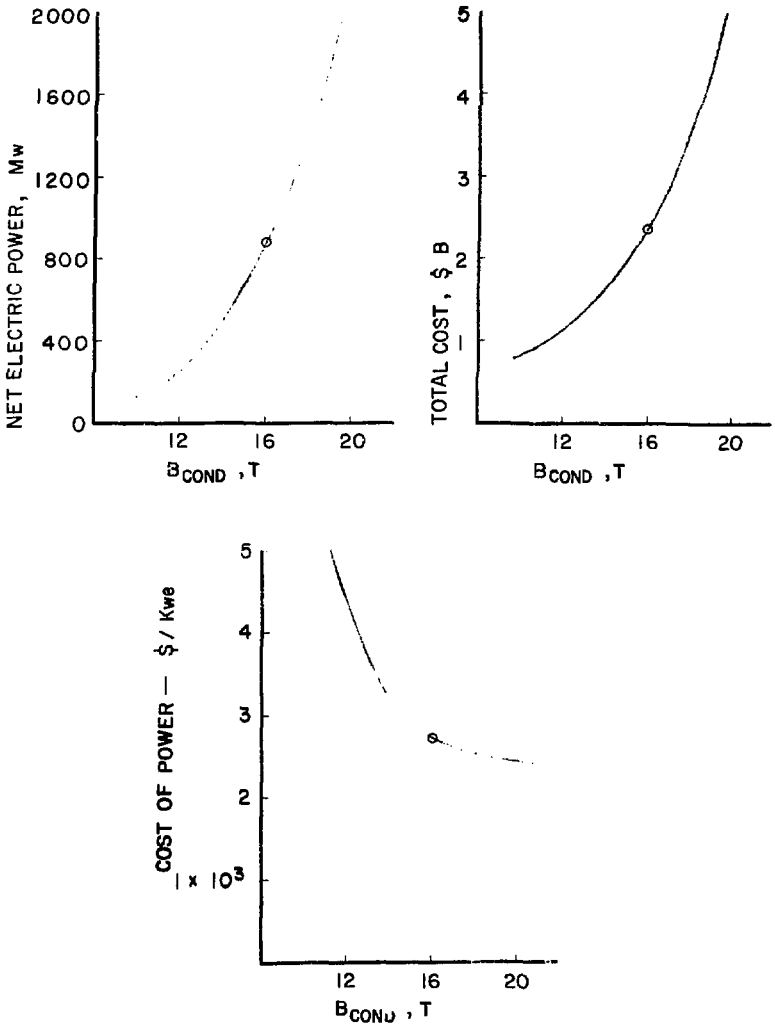 2000
1600
1200
800
400
0
NET ELECTRIC POWER, Mw
12 16 20
BCOND ,T
5
4
3
2
1
TOTAL COST, $ B
12 16 20
BCOND ,T
5
4
3
2
1 x 10³
COST OF POWER — $/ Kwe
12 16 20
BCOND ,T